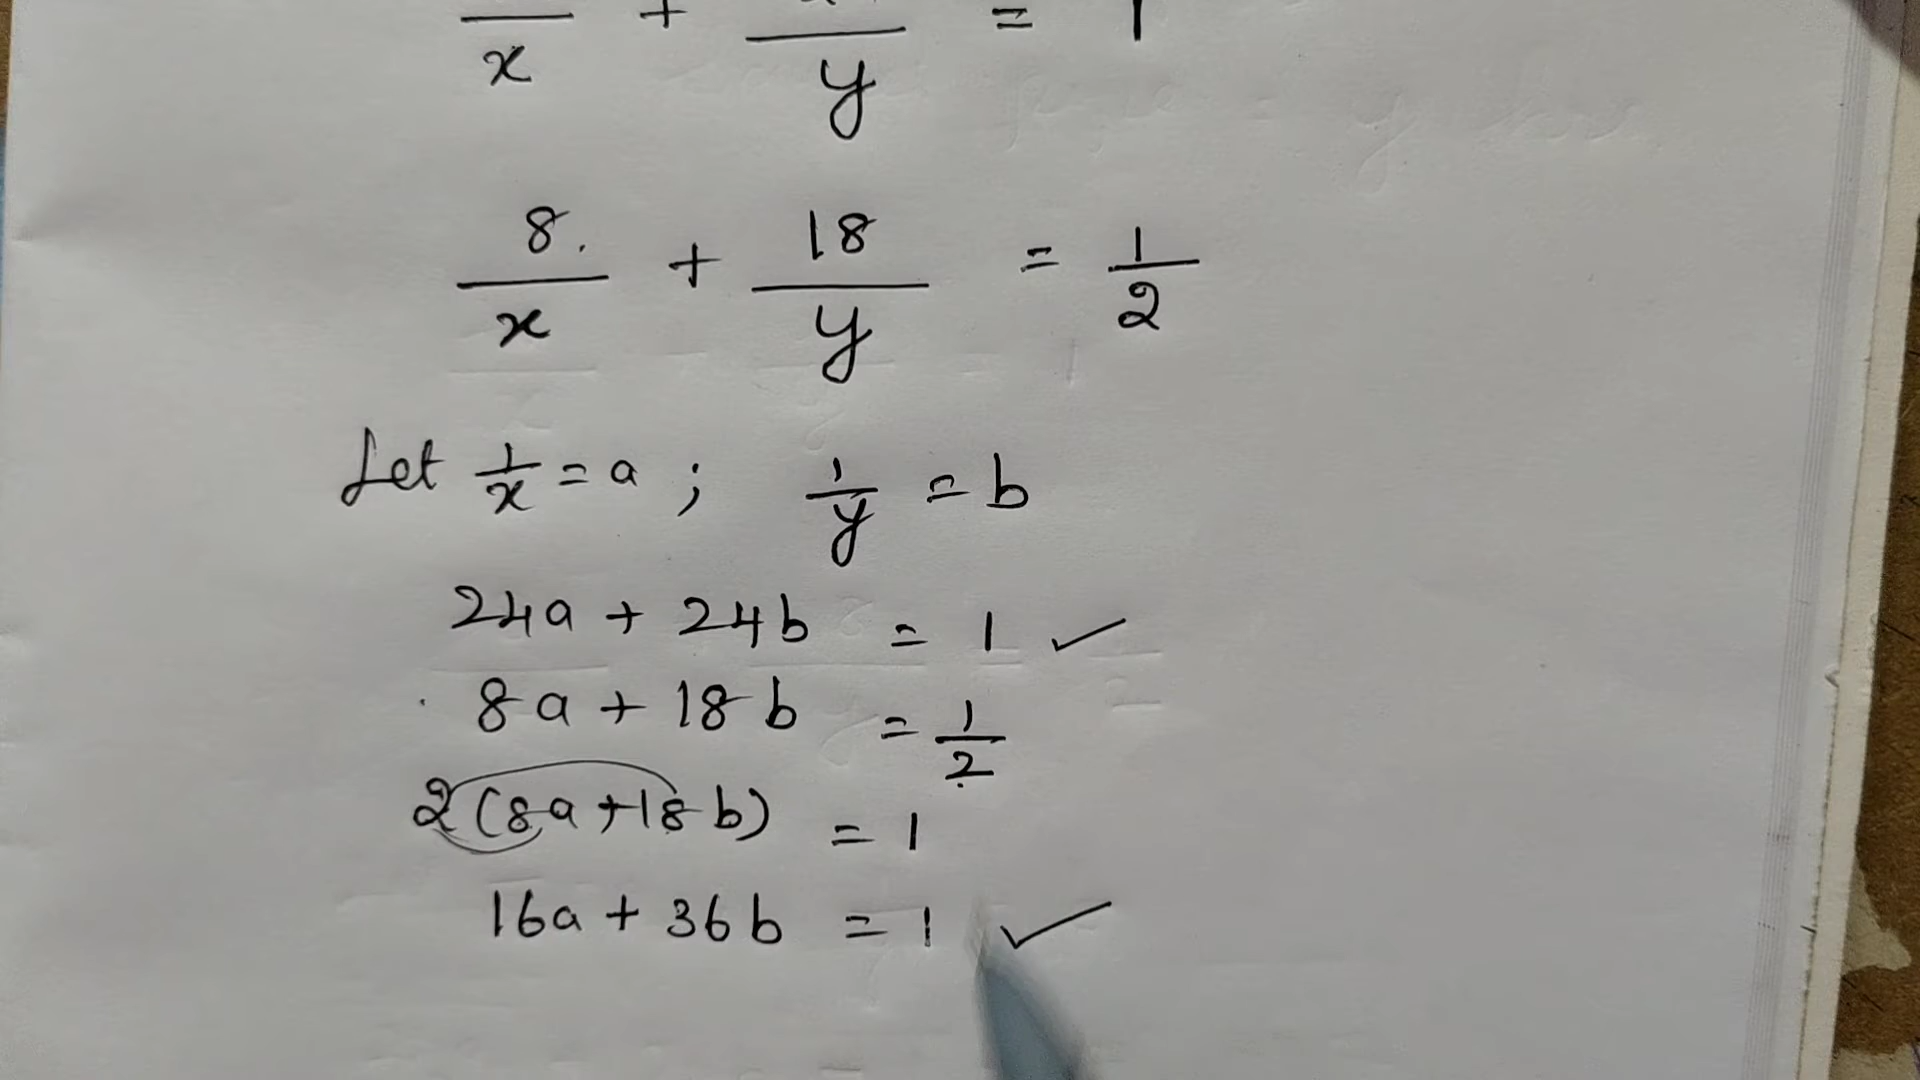 x + y = 1
8. / x + 18 / y = 1/2
Let 1/x = a ; 1/y = b
24a + 24b = 1 ✓
8a + 18b = 1/2
2(8a + 18b) = 1
16a + 36b = 1 ✓